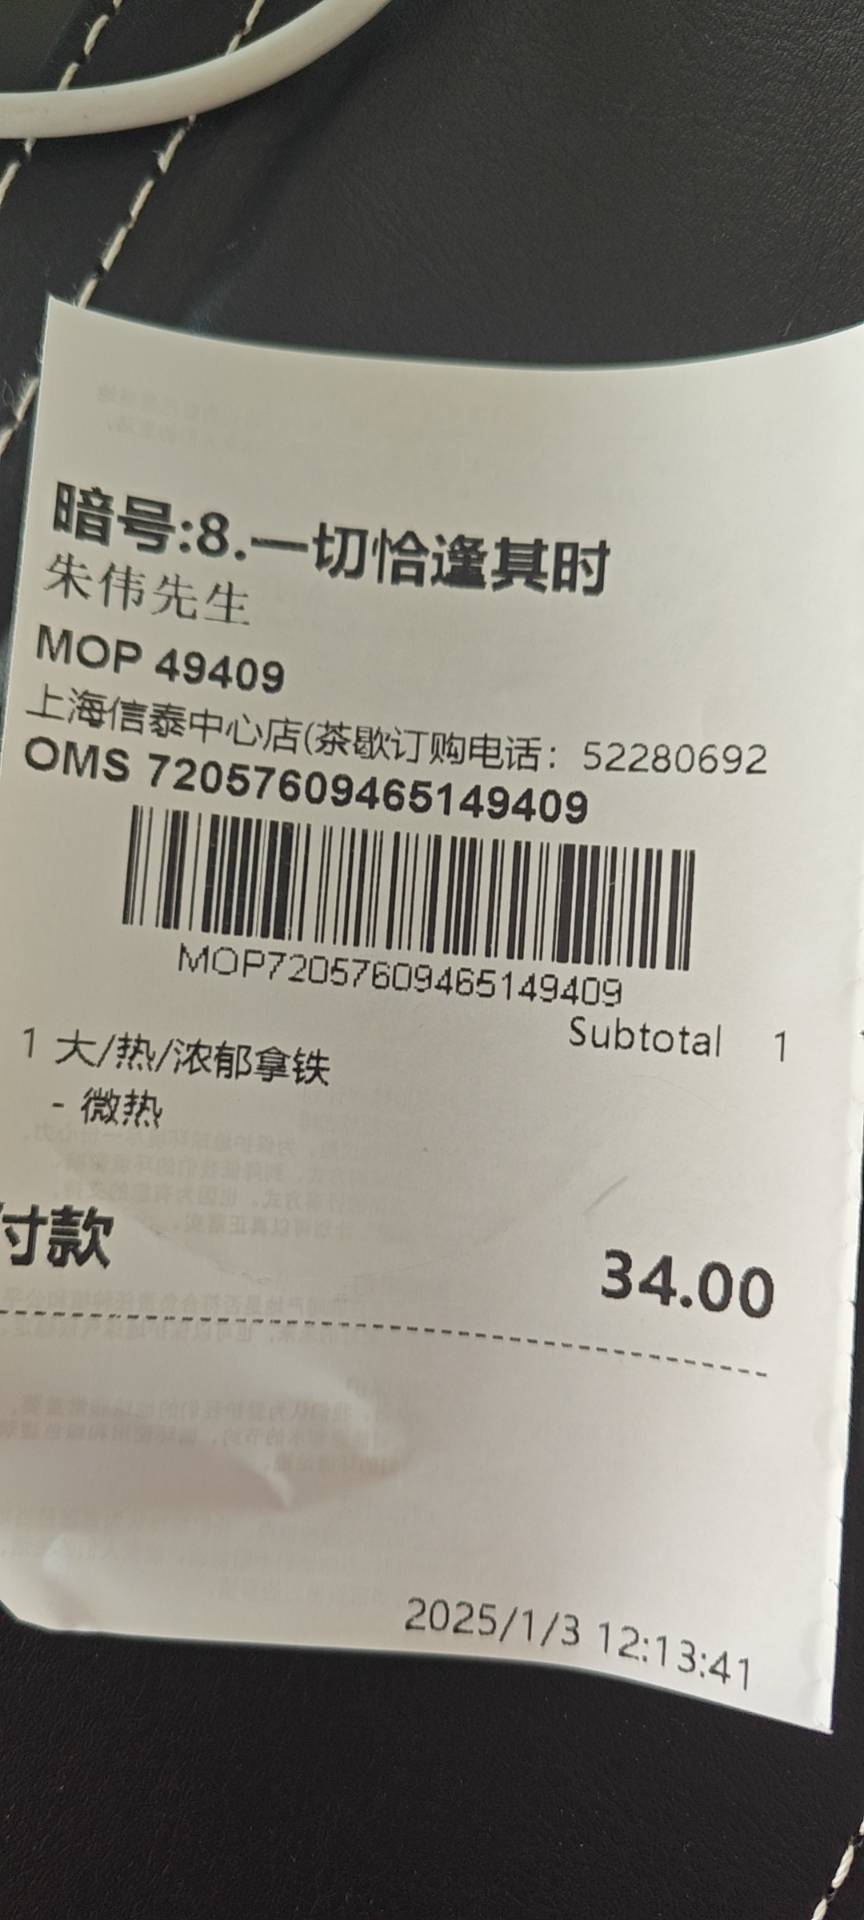 暗号:8.一切恰逢其时
朱伟先生
MOP 49409
上海信泰中心店(茶歇订购电话：52280692
OMS 72057609465149409
MOP72057609465149409
Subtotal 1
1 大/热/浓郁拿铁
- 微热
付款 34.00
2025/1/3 12:13:41